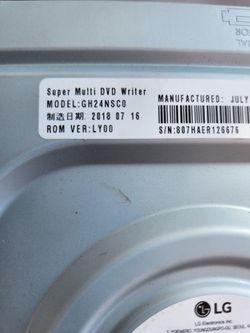 Super Multi DVD Writer
MODEL:GH24NSC0
制造日期: 2018 07 16
ROM VER:LY00
MANUFACTURED: JULY
S/N:807HAER126676
LG
LG Electronics Inc.